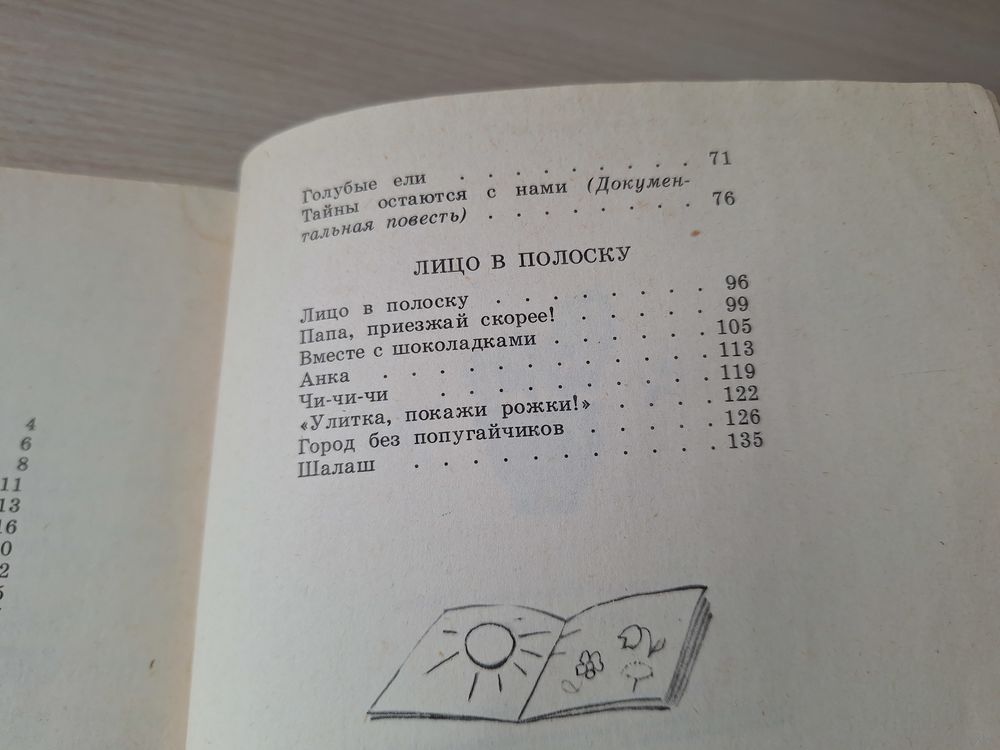 4
6
8
11
13
16
Голубые ели . . . . . . . . . 71
Тайны остаются с нами (Докумен-
тальная повесть) . . . . . . . . 76
ЛИЦО В ПОЛОСКУ
Лицо в полоску . . . . . . . . 96
Папа, приезжай скорее! . . . . . 99
Вместе с шоколадками . . . . . . 105
Анка . . . . . . . . . . . . . 113
Чи-чи-чи . . . . . . . . . . 119
«Улитка, покажи рожки!» . . . . 122
Город без попугайчиков . . . . . 126
Шалаш . . . . . . . . . . . 135